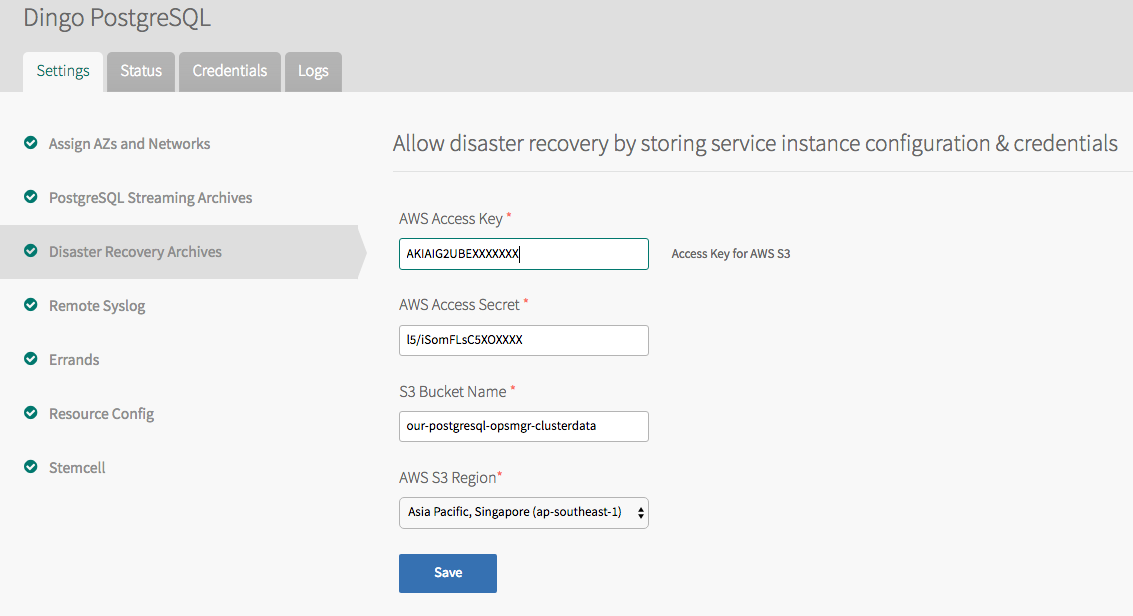 Dingo PostgreSQL
Settings
Status
Credentials
Logs
Assign AZs and Networks
PostgreSQL Streaming Archives
Disaster Recovery Archives
Remote Syslog
Errands
Resource Config
Stemcell
Allow disaster recovery by storing service instance configuration & credentials
AWS Access Key *
AKIAIG2UBEXXXXXXX
Access Key for AWS S3
AWS Access Secret *
l5/iSomFLsC5XOXXXX
S3 Bucket Name *
our-postgresql-opsmgr-clusterdata
AWS S3 Region*
Asia Pacific, Singapore (ap-southeast-1)
Save